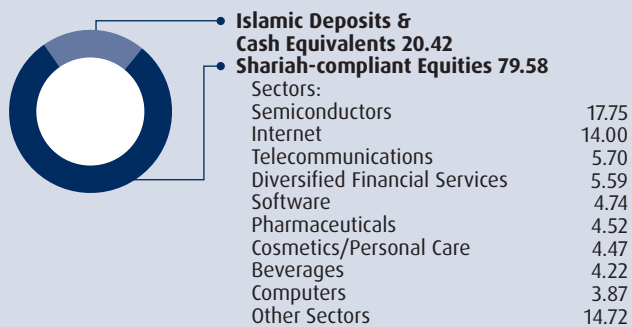 Islamic Deposits &
Cash Equivalents 20.42
Shariah-compliant Equities 79.58
Sectors:
Semiconductors 17.75
Internet 14.00
Telecommunications 5.70
Diversified Financial Services 5.59
Software 4.74
Pharmaceuticals 4.52
Cosmetics/Personal Care 4.47
Beverages 4.22
Computers 3.87
Other Sectors 14.72